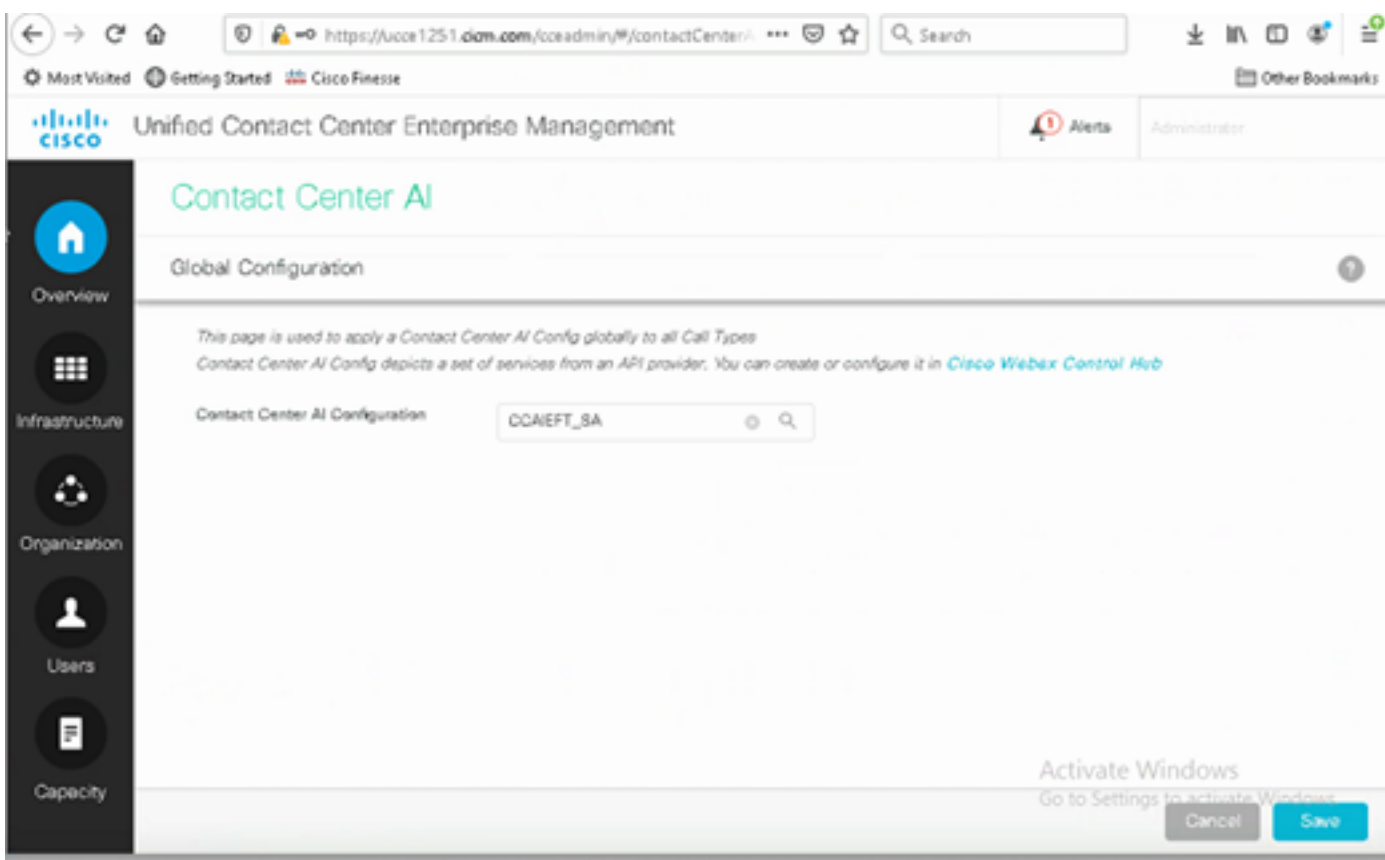 https://ucce1251.cicm.com/cceadmin/#/contactCenterA
Search
Most Visited Getting Started Cisco Finesse Other Bookmarks
CISCO Unified Contact Center Enterprise Management Alerts Administrator
Contact Center AI
Global Configuration
Overview
This page is used to apply a Contact Center AI Config globally to all Call Types
Contact Center AI Config depicts a set of services from an API provider. You can create or configure it in Cisco Webex Control Hub
Infrastructure
Contact Center AI Configuration CCAIEFT_SA
Organization
Users
Capacity
Activate Windows
Go to Settings to activate Windows.
Cancel Save